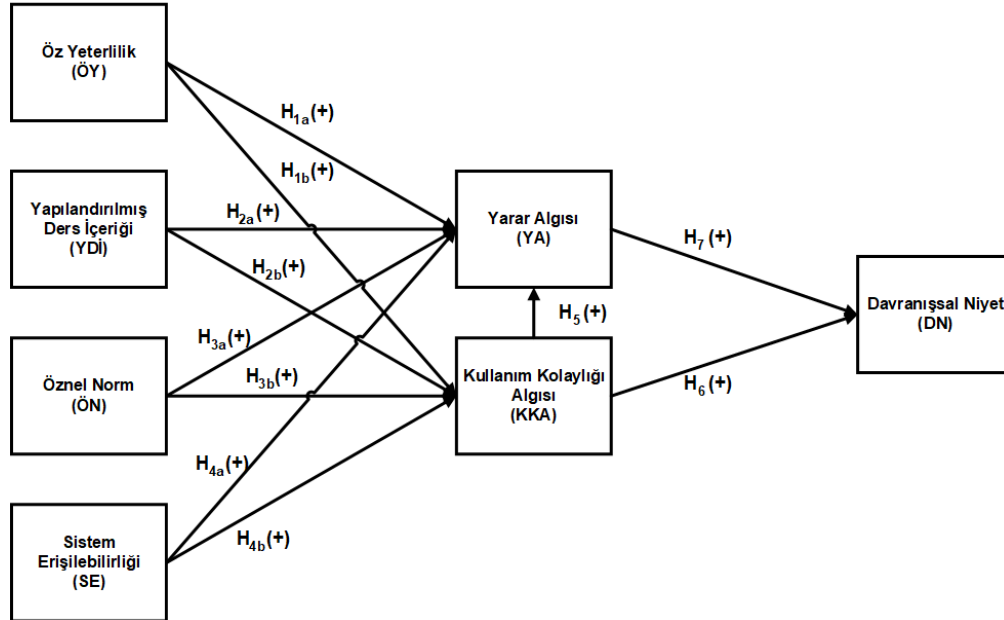 Öz Yeterlilik
(ÖY)
H1a(+)
H1b(+)
Yapılandırılmış
Ders İçeriği
(YDİ)
H2a(+)
H2b(+)
Yarar Algısı
(YA)
H7 (+)
Davranışsal Niyet
(DN)
H5 (+)
Öznel Norm
(ÖN)
H3a(+)
H3b(+)
Kullanım Kolaylığı
Algısı
(KKA)
H6 (+)
Sistem
Erişilebilirliği
(SE)
H4a(+)
H4b(+)